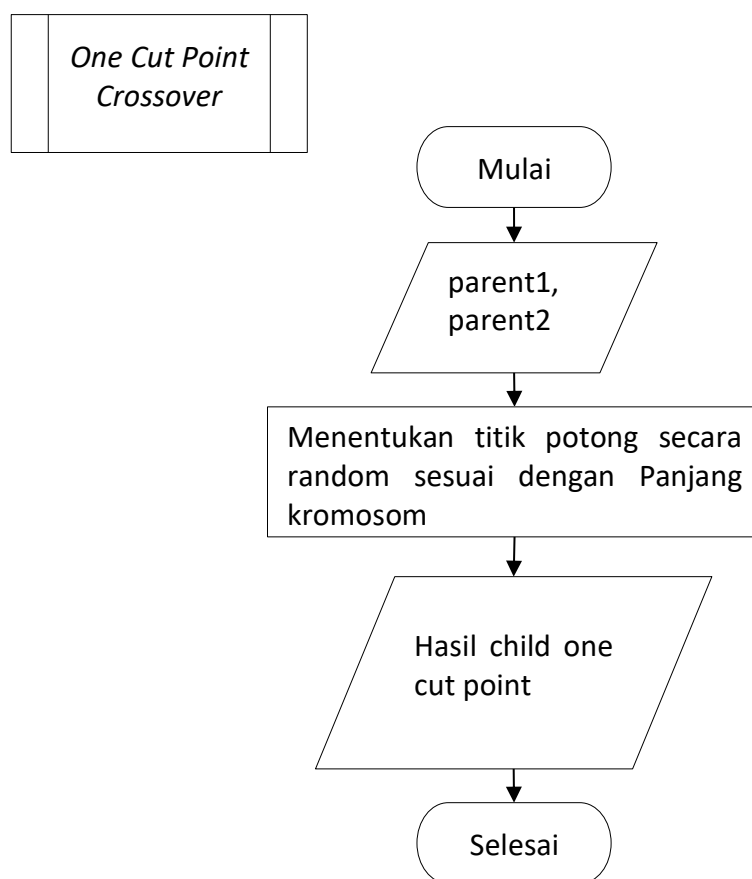 One Cut Point
Crossover
Mulai
parent1,
parent2
Menentukan titik potong secara
random sesuai dengan Panjang
kromosom
Hasil child one
cut point
Selesai